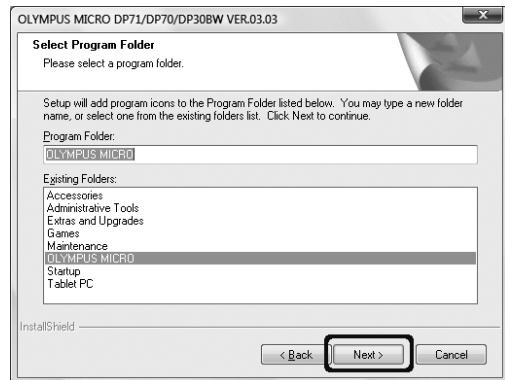 OLYMPUS MICRO DP71/DP70/DP30BW VER.03.03
X
Select Program Folder
Please select a program folder.
Setup will add program icons to the Program Folder listed below. You may type a new folder
name, or select one from the existing folders list. Click Next to continue.
Program Folder:
OLYMPUS MICRO
Existing Folders:
Accessories
Administrative Tools
Extras and Upgrades
Games
Maintenance
OLYMPUS MICRO
Startup
Tablet PC
InstallShield
< Back Next > Cancel